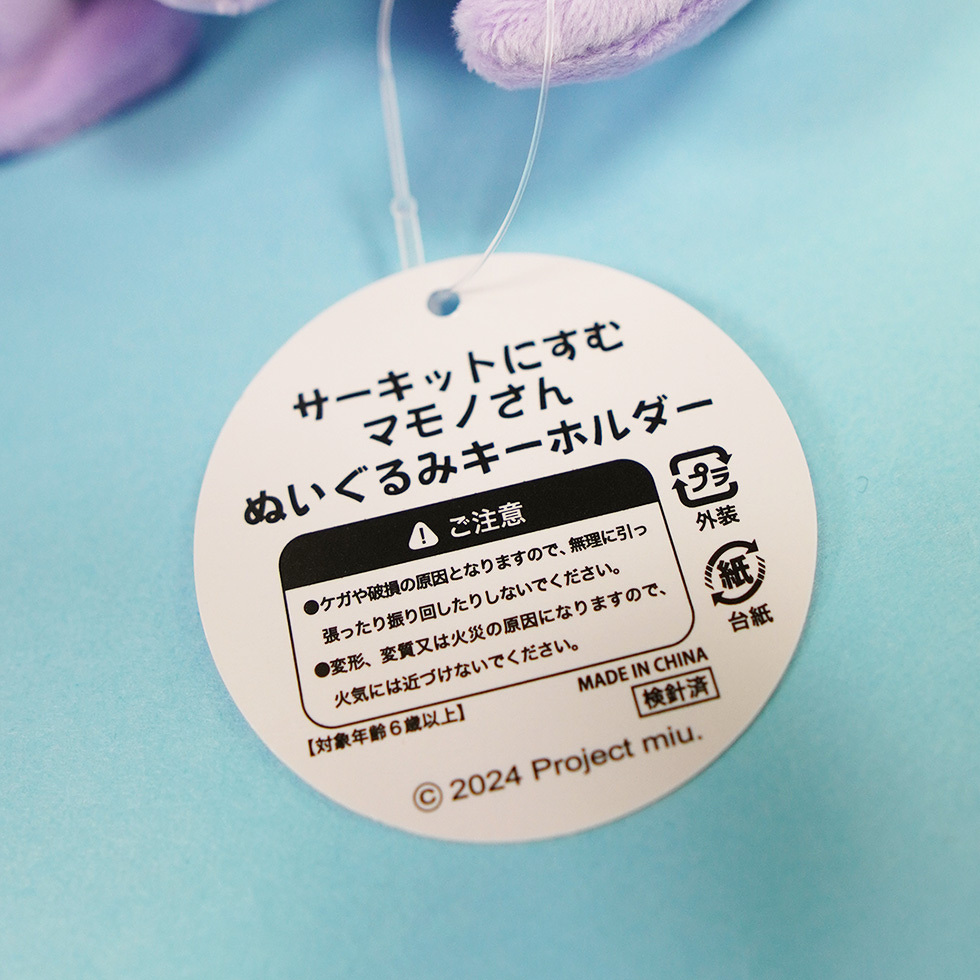 サーキットにすむ
マモノさん
ぬいぐるみキーホルダー
ご注意
●ケガや破損の原因となりますので、無理に引っ
張ったり振り回したりしないでください。
●変形、変質又は火災の原因になりますので、
火気には近づけないでください。
プラ
外装
紙
台紙
MADE IN CHINA
検針済
【対象年齢6歳以上】
© 2024 Project miu.